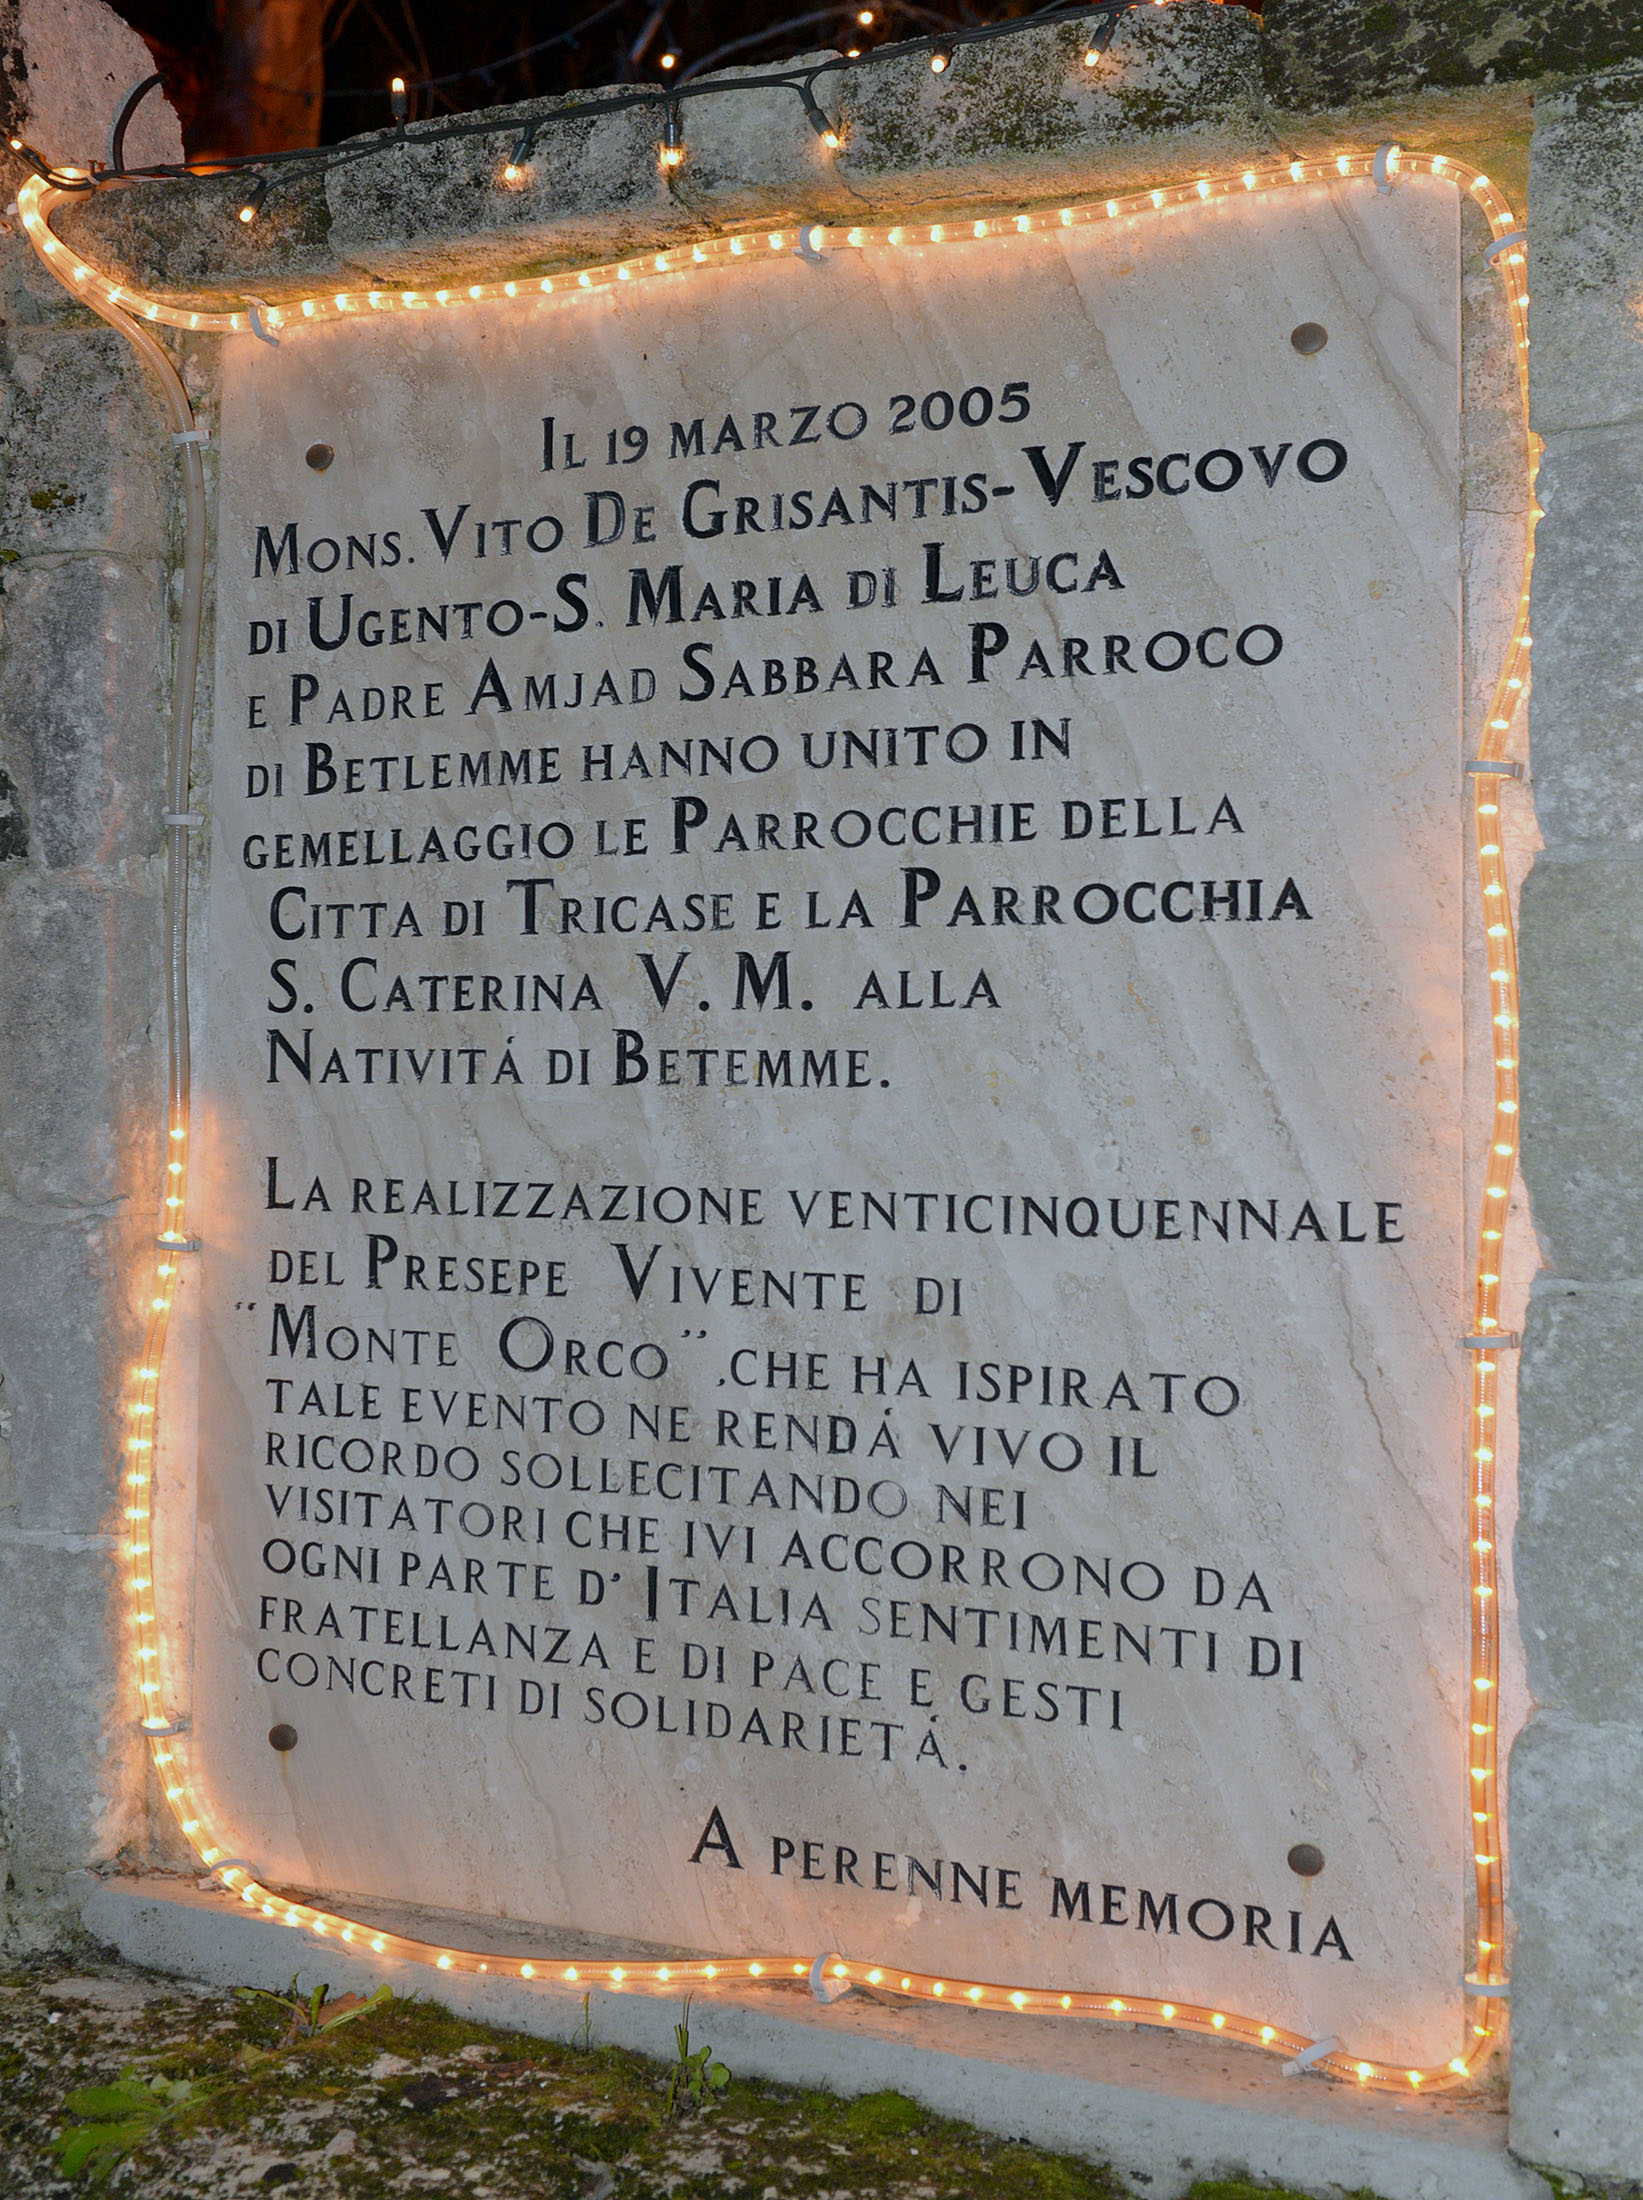 IL 19 MARZO 2005
MONS. VITO DE GRISANTIS-VESCOVO
DI UGENTO-S. MARIA DI LEUCA
E PADRE AMJAD SABBARA PARROCO
DI BETLEMME HANNO UNITO IN
GEMELLAGGIO LE PARROCCHIE DELLA
CITTA DI TRICASE E LA PARROCCHIA
S. CATERINA V. M. ALLA
NATIVITÁ DI BETEMME.
LA REALIZZAZIONE VENTICINQUENNALE
DEL PRESEPE VIVENTE DI
"MONTE ORCO", CHE HA ISPIRATO
TALE EVENTO NE RENDÁ VIVO IL
RICORDO SOLLECITANDO NEI
VISITATORI CHE IVI ACCORRONO DA
OGNI PARTE D'ITALIA SENTIMENTI DI
FRATELLANZA E DI PACE E GESTI
CONCRETI DI SOLIDARIETÁ.
A PERENNE MEMORIA